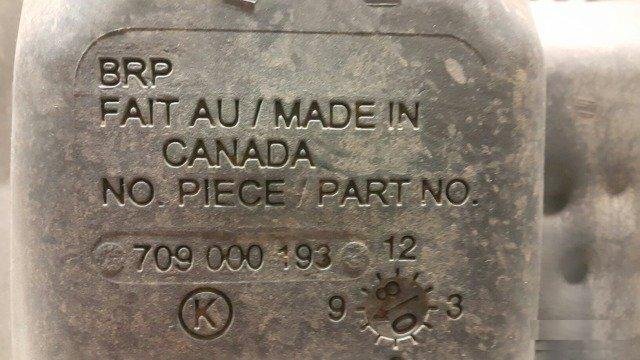 BRP
FAIT AU / MADE IN
CANADA
NO. PIECE / PART NO.
709 000 193
12
K
9
3